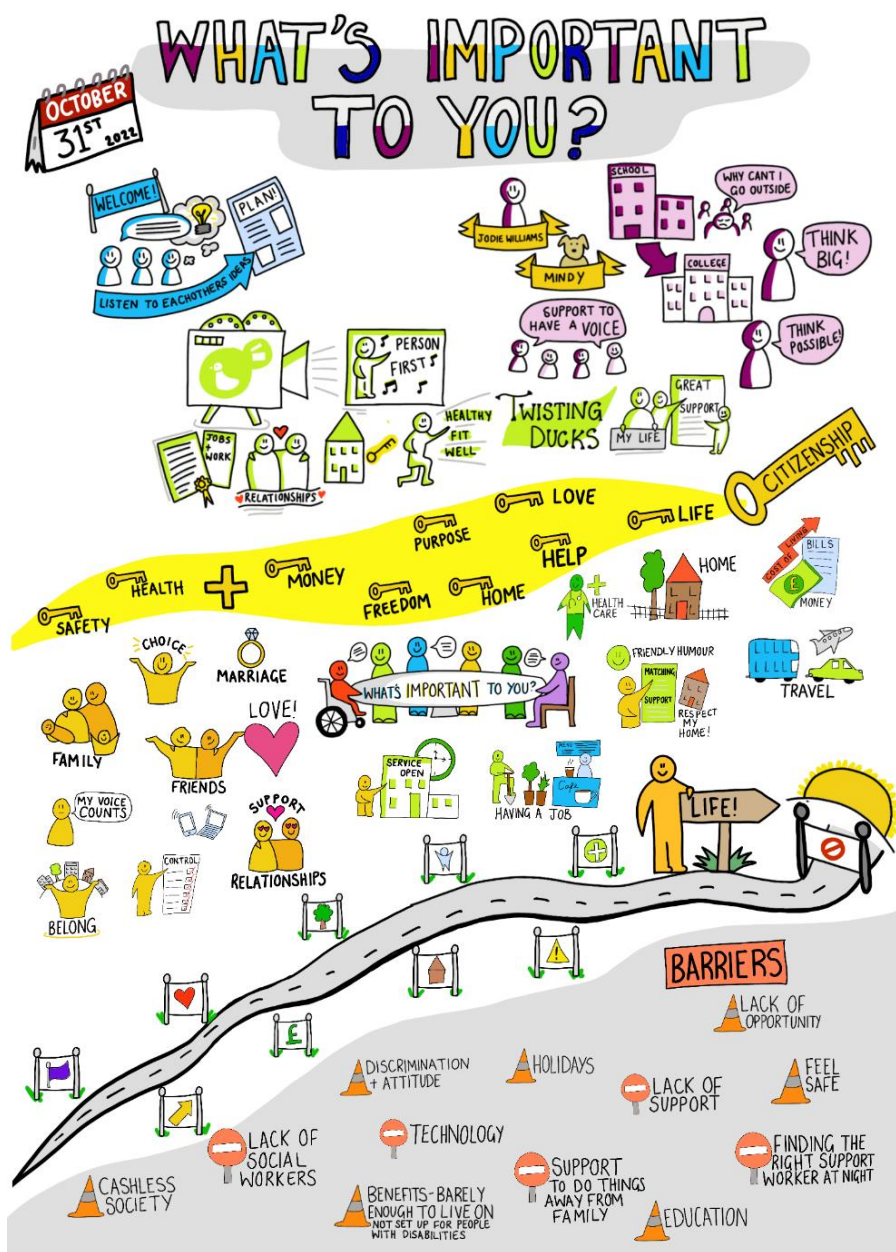 WHAT'S IMPORTANT
TO YOU?
OCTOBER
31ST
2022
WELCOME!
PLAN!
LISTEN TO EACHOTHERS IDEAS
JODIE WILLIAMS
MINDY
SCHOOL
WHY CANT I
GO OUTSIDE
COLLEGE
THINK
BIG!
SUPPORT TO
HAVE A VOICE
THINK
POSSIBLE!
PERSON
FIRST
JOBS
+
WORK
RELATIONSHIPS
HEALTHY
FIT
WELL
TWISTING
DUCKS
MY LIFE
GREAT
SUPPORT
CITIZENSHIP
SAFETY
HEALTH
MONEY
FREEDOM
PURPOSE
HOME
LOVE
HELP
LIFE
HEALTH
CARE
HOME
COST OF LIVING
BILLS
£
MONEY
CHOICE
MARRIAGE
WHAT'S IMPORTANT TO YOU?
FRIENDLY HUMOUR
MATCHING
SUPPORT
RESPECT
MY
HOME!
TRAVEL
FAMILY
FRIENDS
LOVE!
SERVICE
OPEN
MENU
Cafe
HAVING A JOB
MY VOICE
COUNTS
SUPPORT
RELATIONSHIPS
BELONG
CONTROL
LIFE!
£
BARRIERS
LACK OF
OPPORTUNITY
DISCRIMINATION
+ ATTITUDE
HOLIDAYS
LACK OF
SUPPORT
FEEL
SAFE
LACK OF
SOCIAL
WORKERS
TECHNOLOGY
SUPPORT
TO DO THINGS
AWAY FROM
FAMILY
FINDING THE
RIGHT SUPPORT
WORKER AT NIGHT
CASHLESS
SOCIETY
BENEFITS-BARELY
ENOUGH TO LIVE ON
NOT SET UP FOR PEOPLE
WITH DISABILITIES
EDUCATION